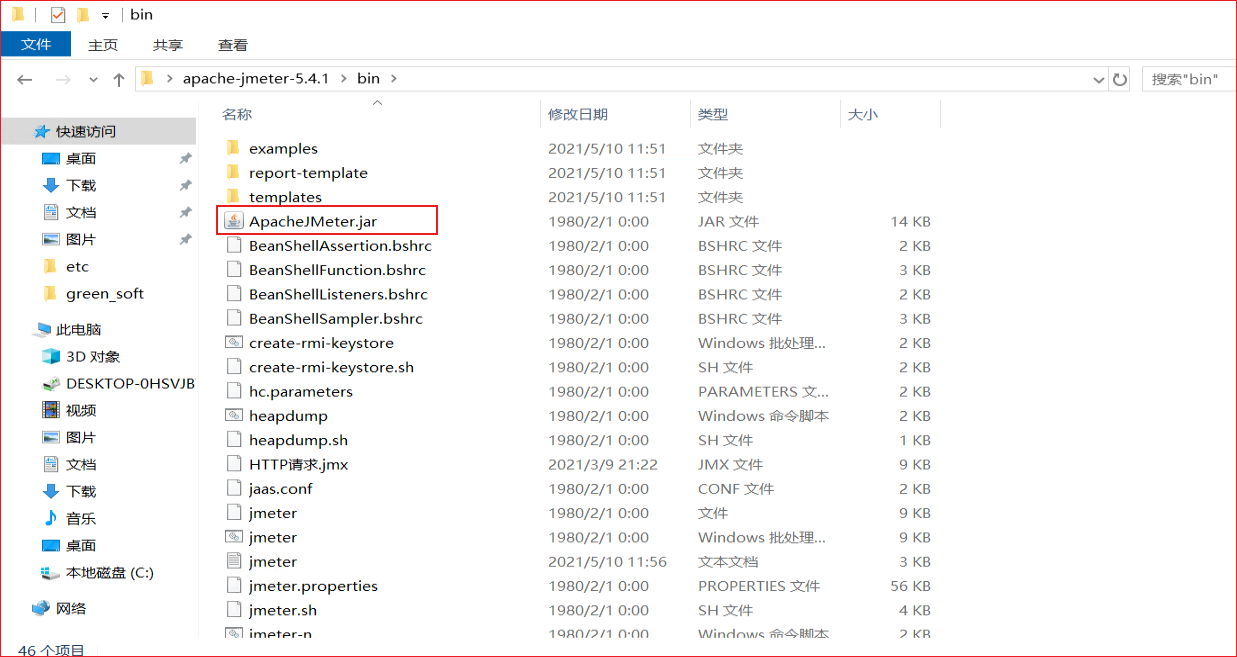 bin
文件 主页 共享 查看
apache-jmeter-5.4.1 bin 搜索"bin"
名称 修改日期 类型 大小
快速访问
桌面
下载
文档
图片
etc
green_soft
此电脑
3D 对象
DESKTOP-0HSVJB
视频
图片
文档
下载
音乐
桌面
本地磁盘 (C:)
网络
examples 2021/5/10 11:51 文件夹
report-template 2021/5/10 11:51 文件夹
templates 2021/5/10 11:51 文件夹
ApacheJMeter.jar 1980/2/1 0:00 JAR 文件 14 KB
BeanShellAssertion.bshrc 1980/2/1 0:00 BSHRC 文件 2 KB
BeanShellFunction.bshrc 1980/2/1 0:00 BSHRC 文件 3 KB
BeanShellListeners.bshrc 1980/2/1 0:00 BSHRC 文件 2 KB
BeanShellSampler.bshrc 1980/2/1 0:00 BSHRC 文件 3 KB
create-rmi-keystore 1980/2/1 0:00 Windows 批处理... 2 KB
create-rmi-keystore.sh 1980/2/1 0:00 SH 文件 2 KB
hc.parameters 1980/2/1 0:00 PARAMETERS 文... 2 KB
heapdump 1980/2/1 0:00 Windows 命令脚本 2 KB
heapdump.sh 1980/2/1 0:00 SH 文件 1 KB
HTTP请求.jmx 2021/3/9 21:22 JMX 文件 9 KB
jaas.conf 1980/2/1 0:00 CONF 文件 2 KB
jmeter 1980/2/1 0:00 文件 9 KB
jmeter 1980/2/1 0:00 Windows 批处理... 9 KB
jmeter 2021/5/10 11:56 文本文档 3 KB
jmeter.properties 1980/2/1 0:00 PROPERTIES 文件 56 KB
jmeter.sh 1980/2/1 0:00 SH 文件 4 KB
jmeter-n 1980/2/1 0:00 Windows 命令脚本 2 KB
46 个项目